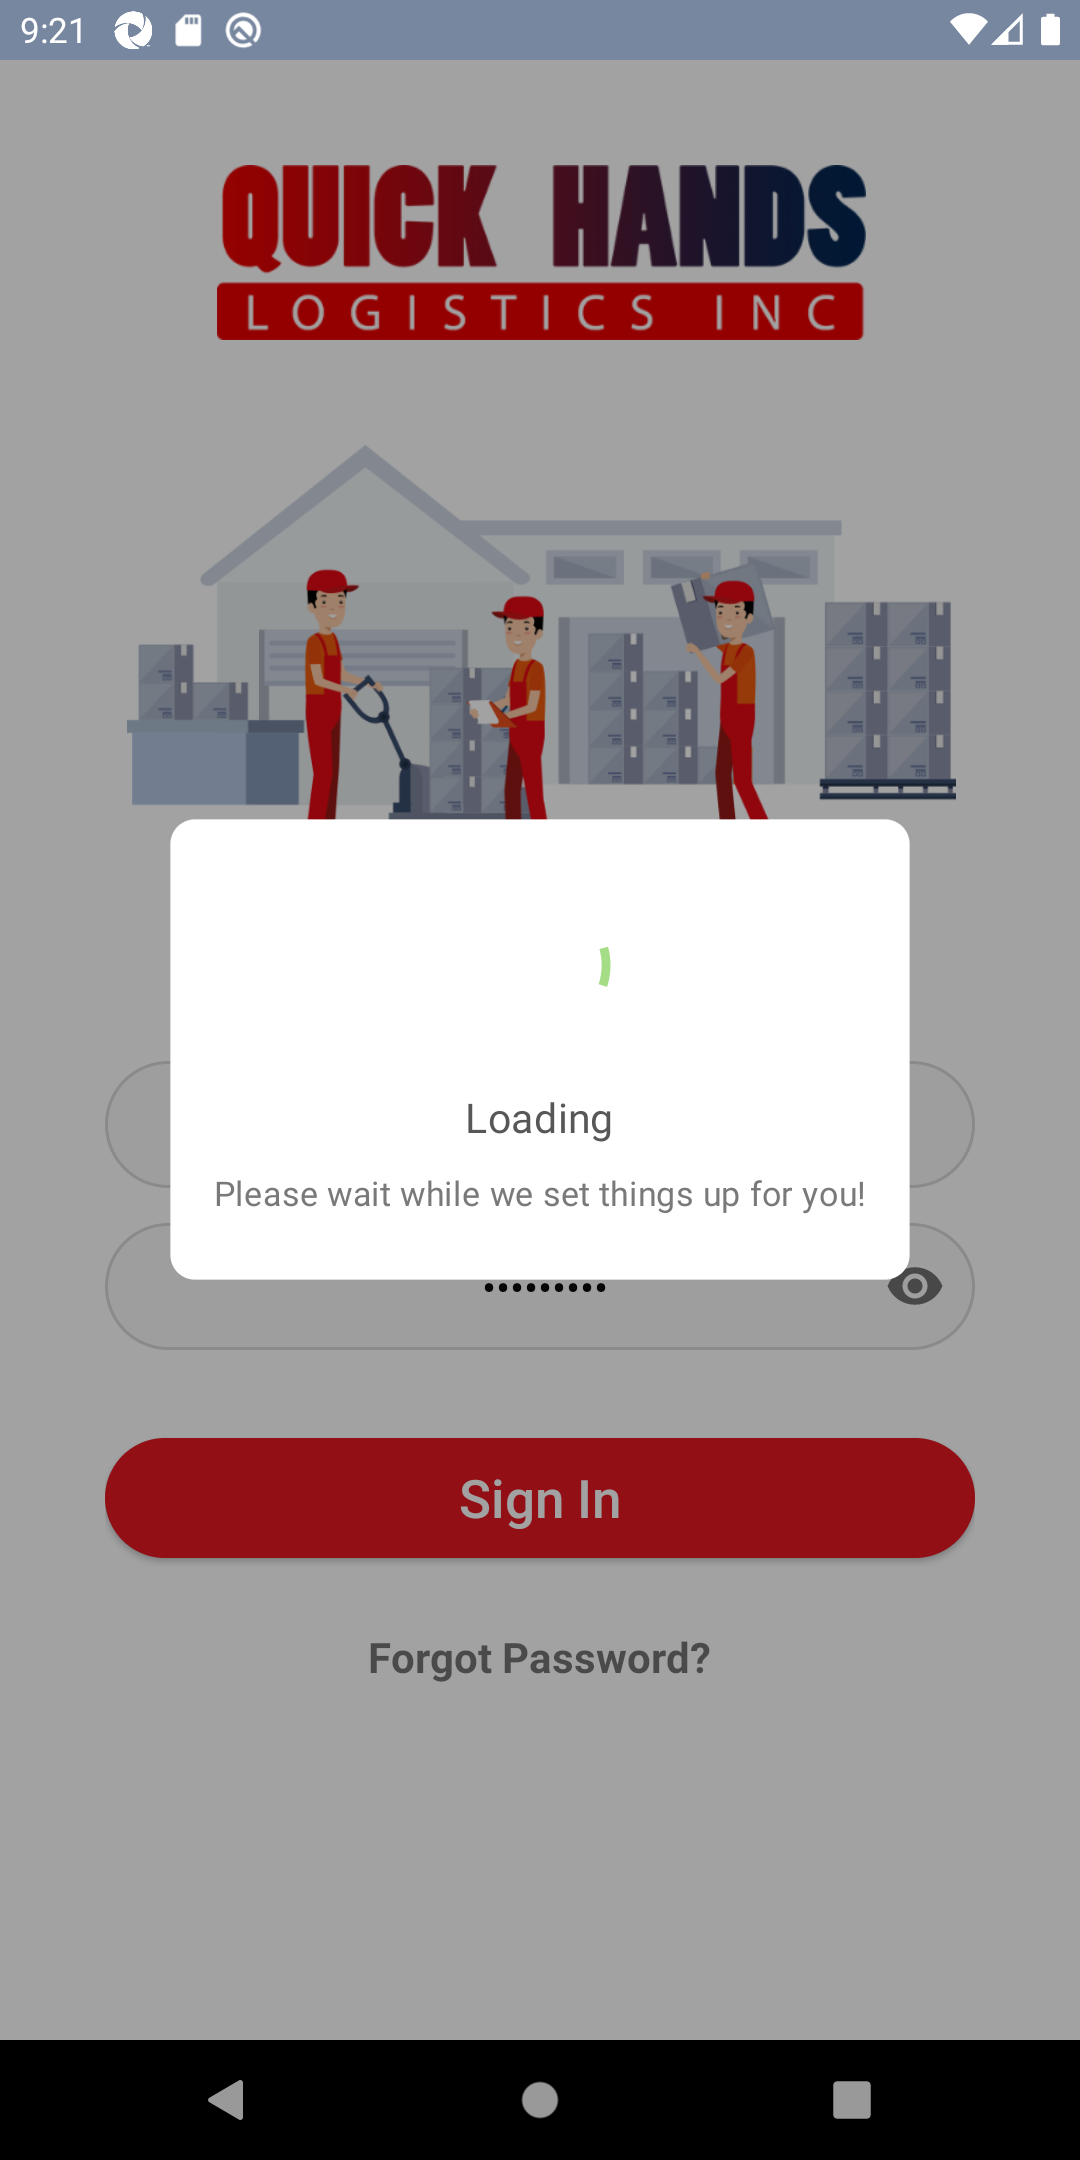 9:21
QUICK HANDS
LOGISTICS INC
Loading
Please wait while we set things up for you!
•••••••••
Sign In
Forgot Password?